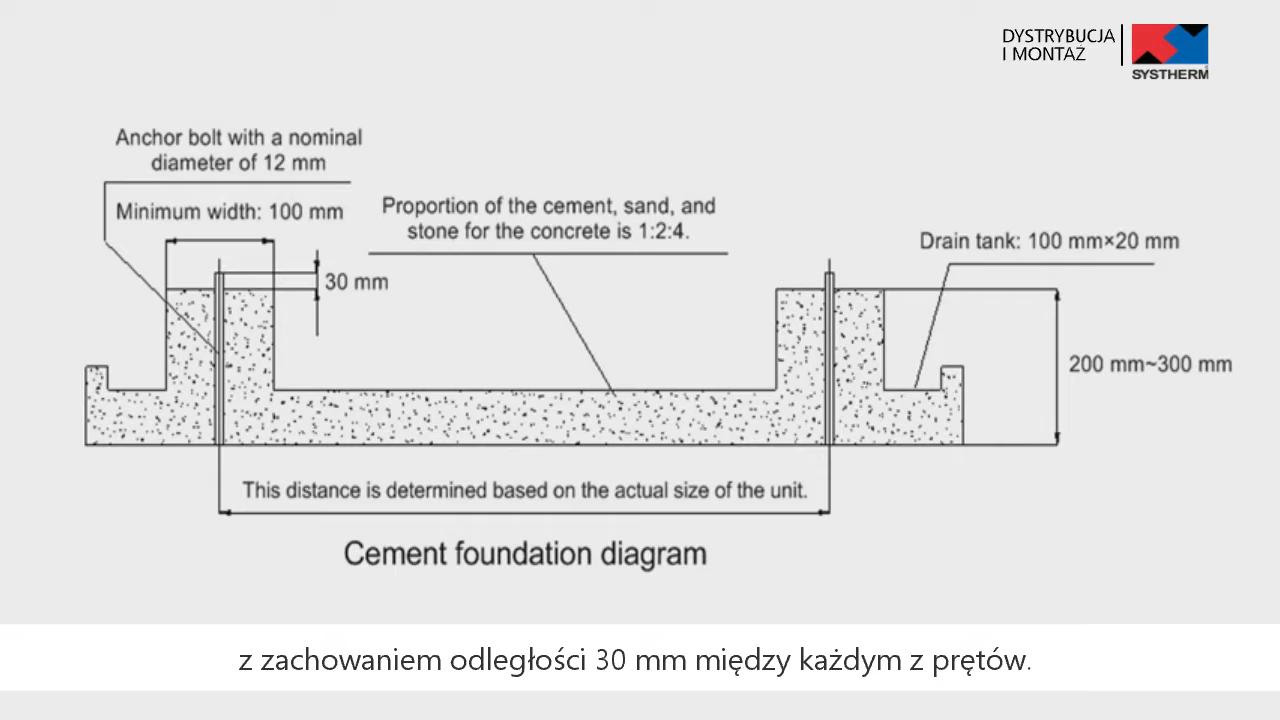 DYSTRYBUCJA
I MONTAŻ
SYSTHERM
Anchor bolt with a nominal
diameter of 12 mm
Minimum width: 100 mm
30 mm
Proportion of the cement, sand, and
stone for the concrete is 1:2:4.
Drain tank: 100 mm×20 mm
200 mm~300 mm
This distance is determined based on the actual size of the unit.
Cement foundation diagram
z zachowaniem odległości 30 mm między każdym z prętów.